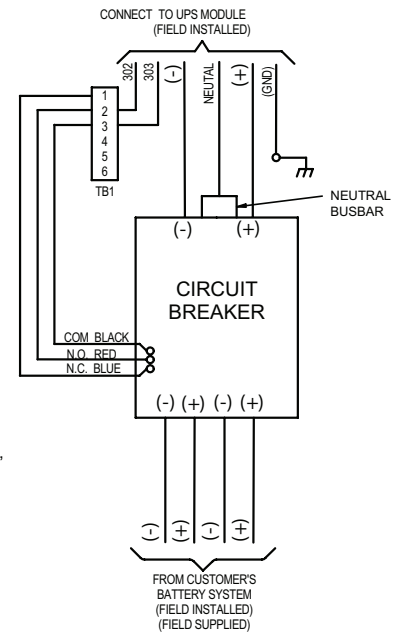 CONNECT TO UPS MODULE
(FIELD INSTALLED)
302
303
(-)
NEUTAL
(+)
(GND)
1
2
3
4
5
6
TB1
NEUTRAL
BUSBAR
(-) (+)
CIRCUIT
BREAKER
COM BLACK
N.O. RED
N.C. BLUE
(-) (+) (-) (+)
,
(-) (+) (-) (+)
FROM CUSTOMER'S
BATTERY SYSTEM
(FIELD INSTALLED)
(FIELD SUPPLIED)